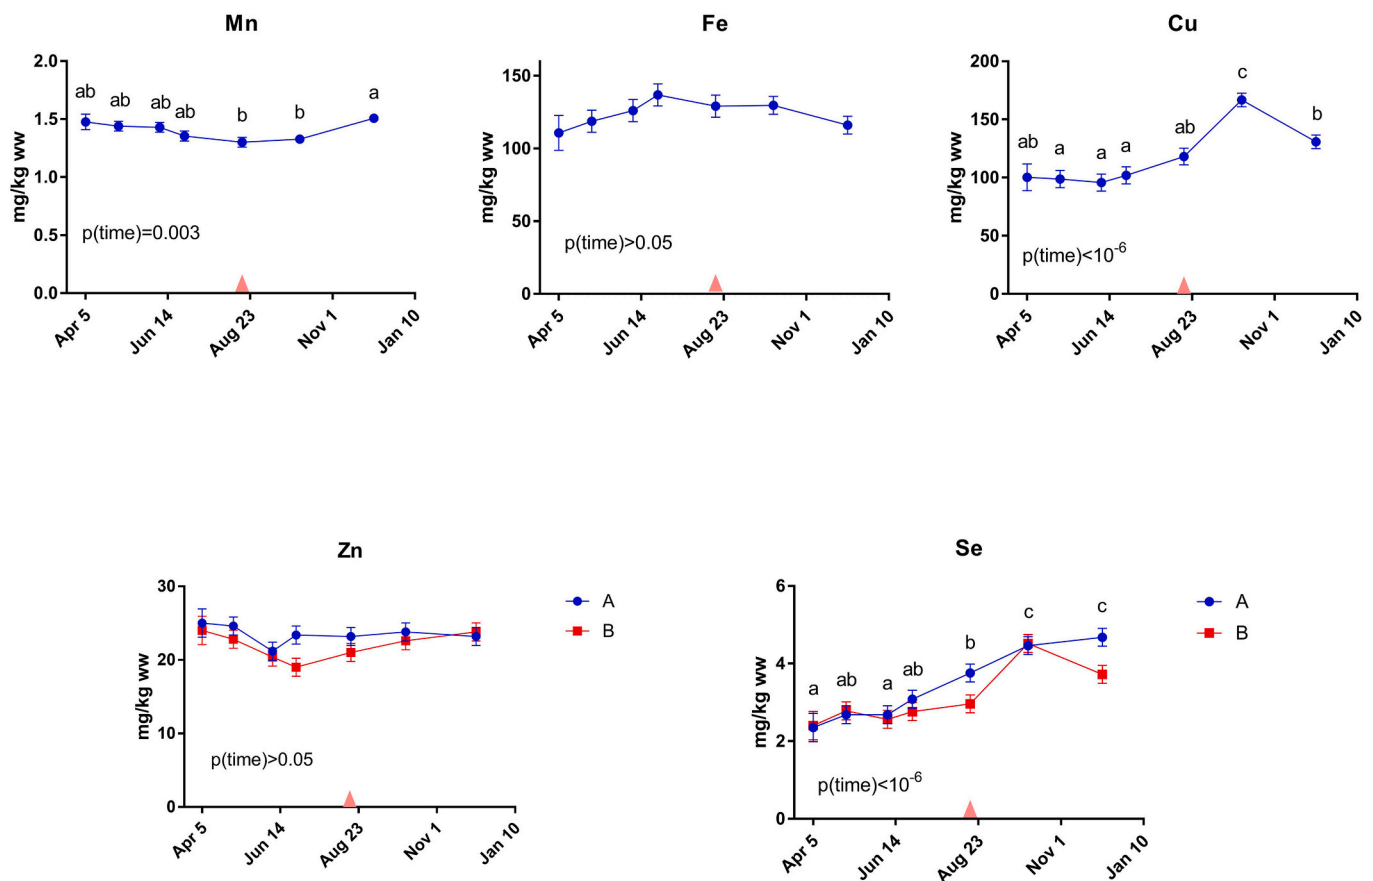 Mn
mg/kg ww
2.0
1.5
1.0
0.5
0.0
ab
ab
ab
ab
b
b
a
p(time)=0.003
Apr 5
Jun 14
Aug 23
Nov 1
Jan 10
Fe
mg/kg ww
150
100
50
0
p(time)>0.05
Apr 5
Jun 14
Aug 23
Nov 1
Jan 10
Cu
mg/kg ww
200
150
100
50
0
ab
a
a
a
ab
c
b
p(time)<10⁻⁶
Apr 5
Jun 14
Aug 23
Nov 1
Jan 10
Zn
mg/kg ww
30
20
10
0
p(time)>0.05
Apr 5
Jun 14
Aug 23
Nov 1
Jan 10
A
B
Se
mg/kg ww
6
4
2
0
a
ab
a
ab
b
c
c
p(time)<10⁻⁶
Apr 5
Jun 14
Aug 23
Nov 1
Jan 10
A
B